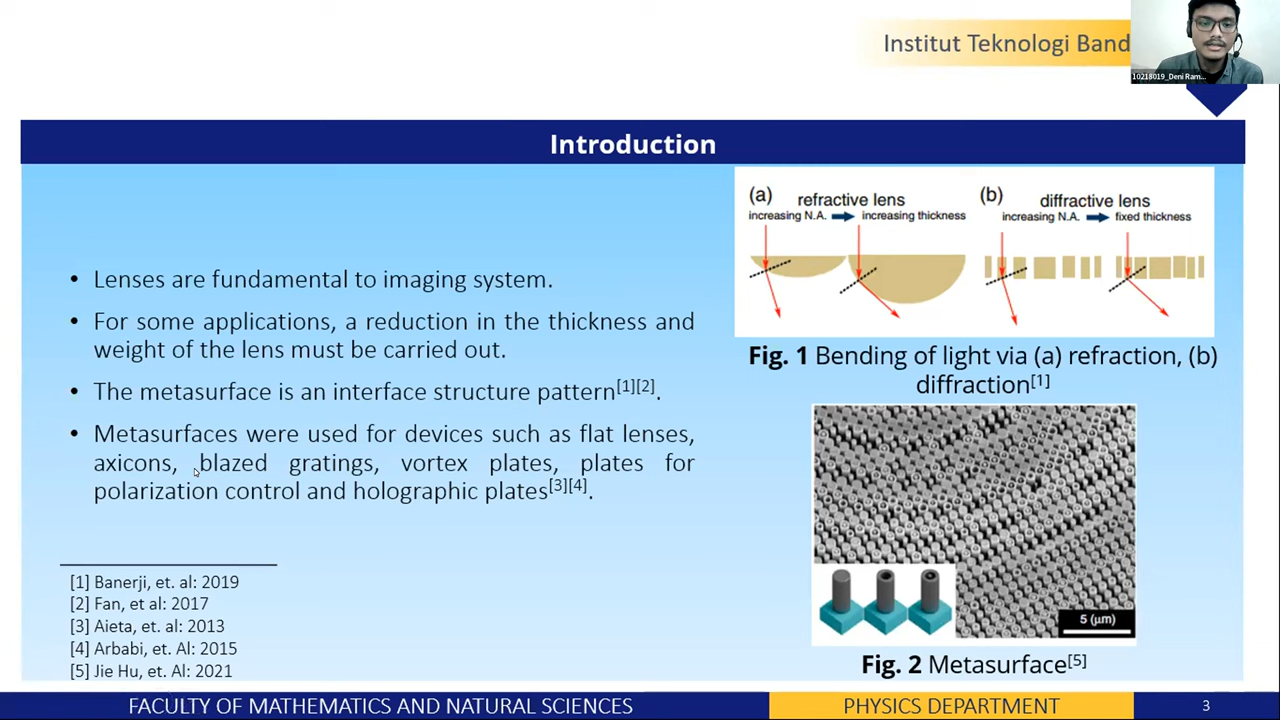 Institut Teknologi Band
10218019_Deni Ram...
Introduction
• Lenses are fundamental to imaging system.
• For some applications, a reduction in the thickness and
weight of the lens must be carried out.
• The metasurface is an interface structure pattern[1][2].
• Metasurfaces were used for devices such as flat lenses,
axicons, blazed gratings, vortex plates, plates for
polarization control and holographic plates[3][4].
[1] Banerji, et. al: 2019
[2] Fan, et al: 2017
[3] Aieta, et. al: 2013
[4] Arbabi, et. Al: 2015
[5] Jie Hu, et. Al: 2021
(a) refractive lens
increasing N.A. increasing thickness
(b) diffractive lens
increasing N.A. fixed thickness
Fig. 1 Bending of light via (a) refraction, (b)
diffraction[1]
5 (μm)
Fig. 2 Metasurface[5]
FACULTY OF MATHEMATICS AND NATURAL SCIENCES
PHYSICS DEPARTMENT
3